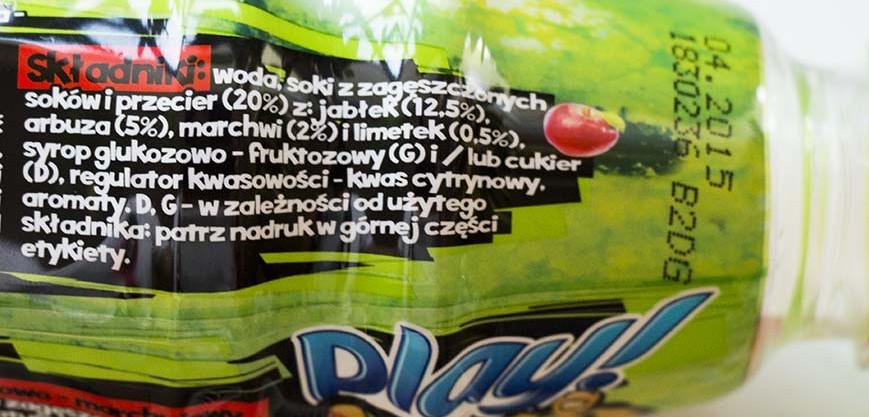 Składniki: woda, soki z zagęszczonych
soków i przecier (20%) z: jabłek (12,5%),
arbuza (5%), marchwi (2%) i limetek (0,5%),
syrop glukozowo - fruktozowy (G) i / lub cukier
(D), regulator kwasowości - kwas cytrynowy,
aromaty. D, G - w zależności od użytego
składnika: patrz nadruk w górnej części
etykiety.
04.2015
1830236 B2DG
Play!